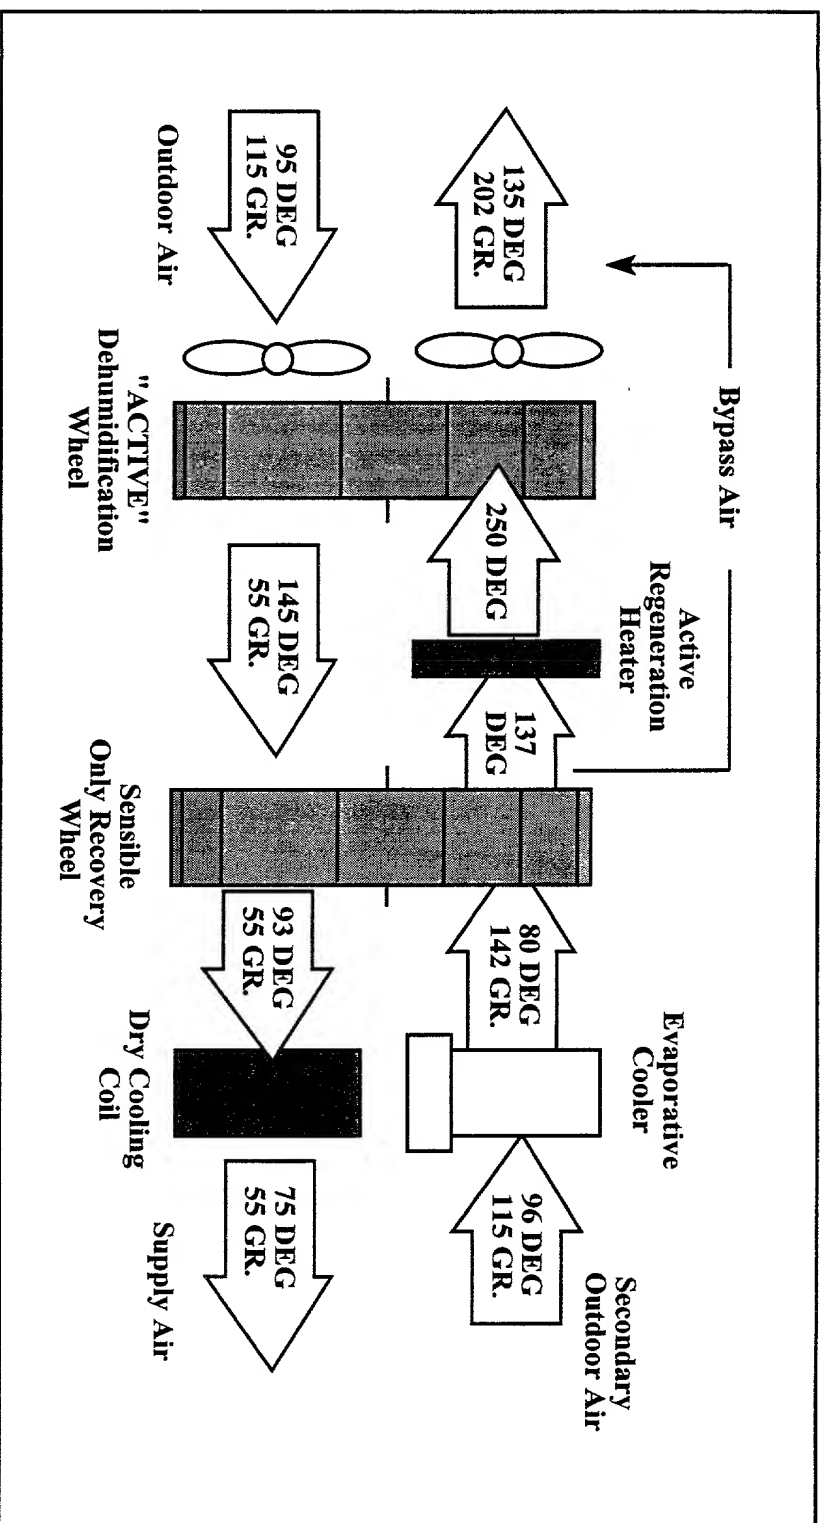 Bypass Air
Active
Regeneration
Heater
Evaporative
Cooler
Secondary
Outdoor Air
135 DEG
202 GR.
250 DEG
137
DEG
80 DEG
142 GR.
96 DEG
115 GR.
95 DEG
115 GR.
145 DEG
55 GR.
93 DEG
55 GR.
75 DEG
55 GR.
Outdoor Air
"ACTIVE"
Dehumidification
Wheel
Sensible
Only Recovery
Wheel
Dry Cooling
Coil
Supply Air